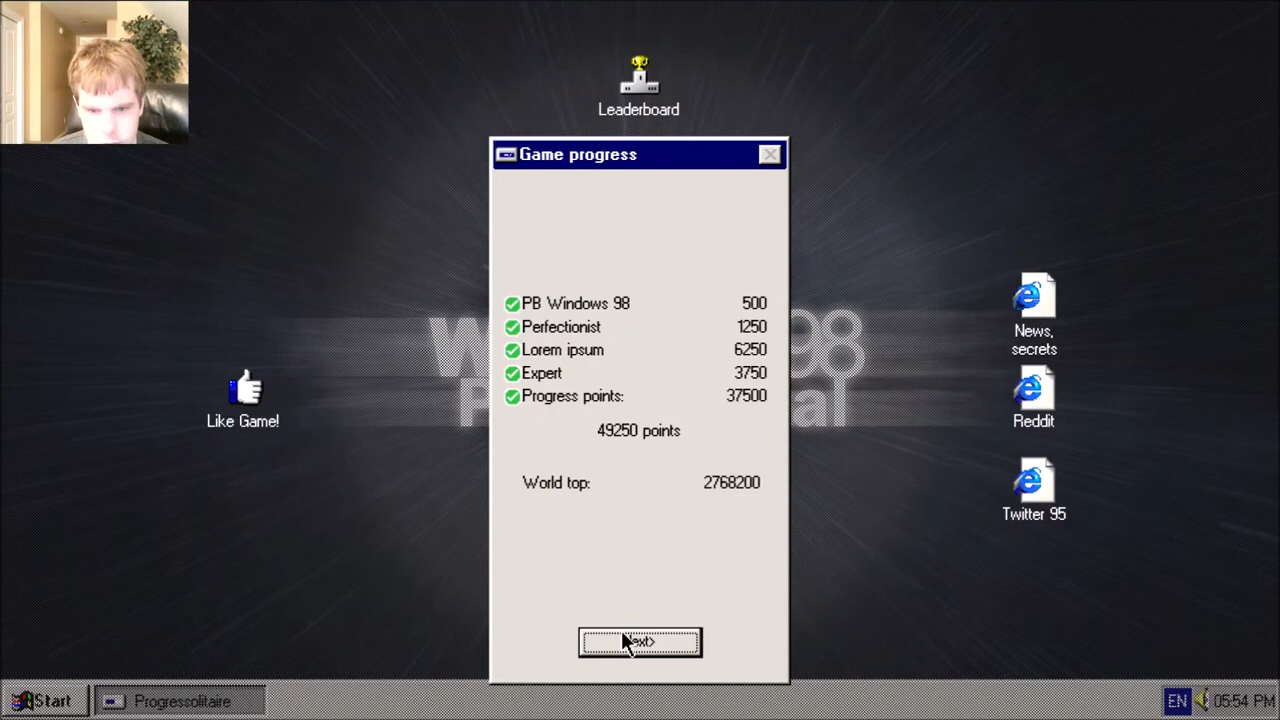 Leaderboard
Game progress
PB Windows 98 500
Perfectionist 1250
Lorem ipsum 6250
Expert 3750
Progress points: 37500
49250 points
World top: 2768200
Like Game!
News,
secrets
Reddit
Twitter 95
Start
Progressolitaire
EN 05:54 PM